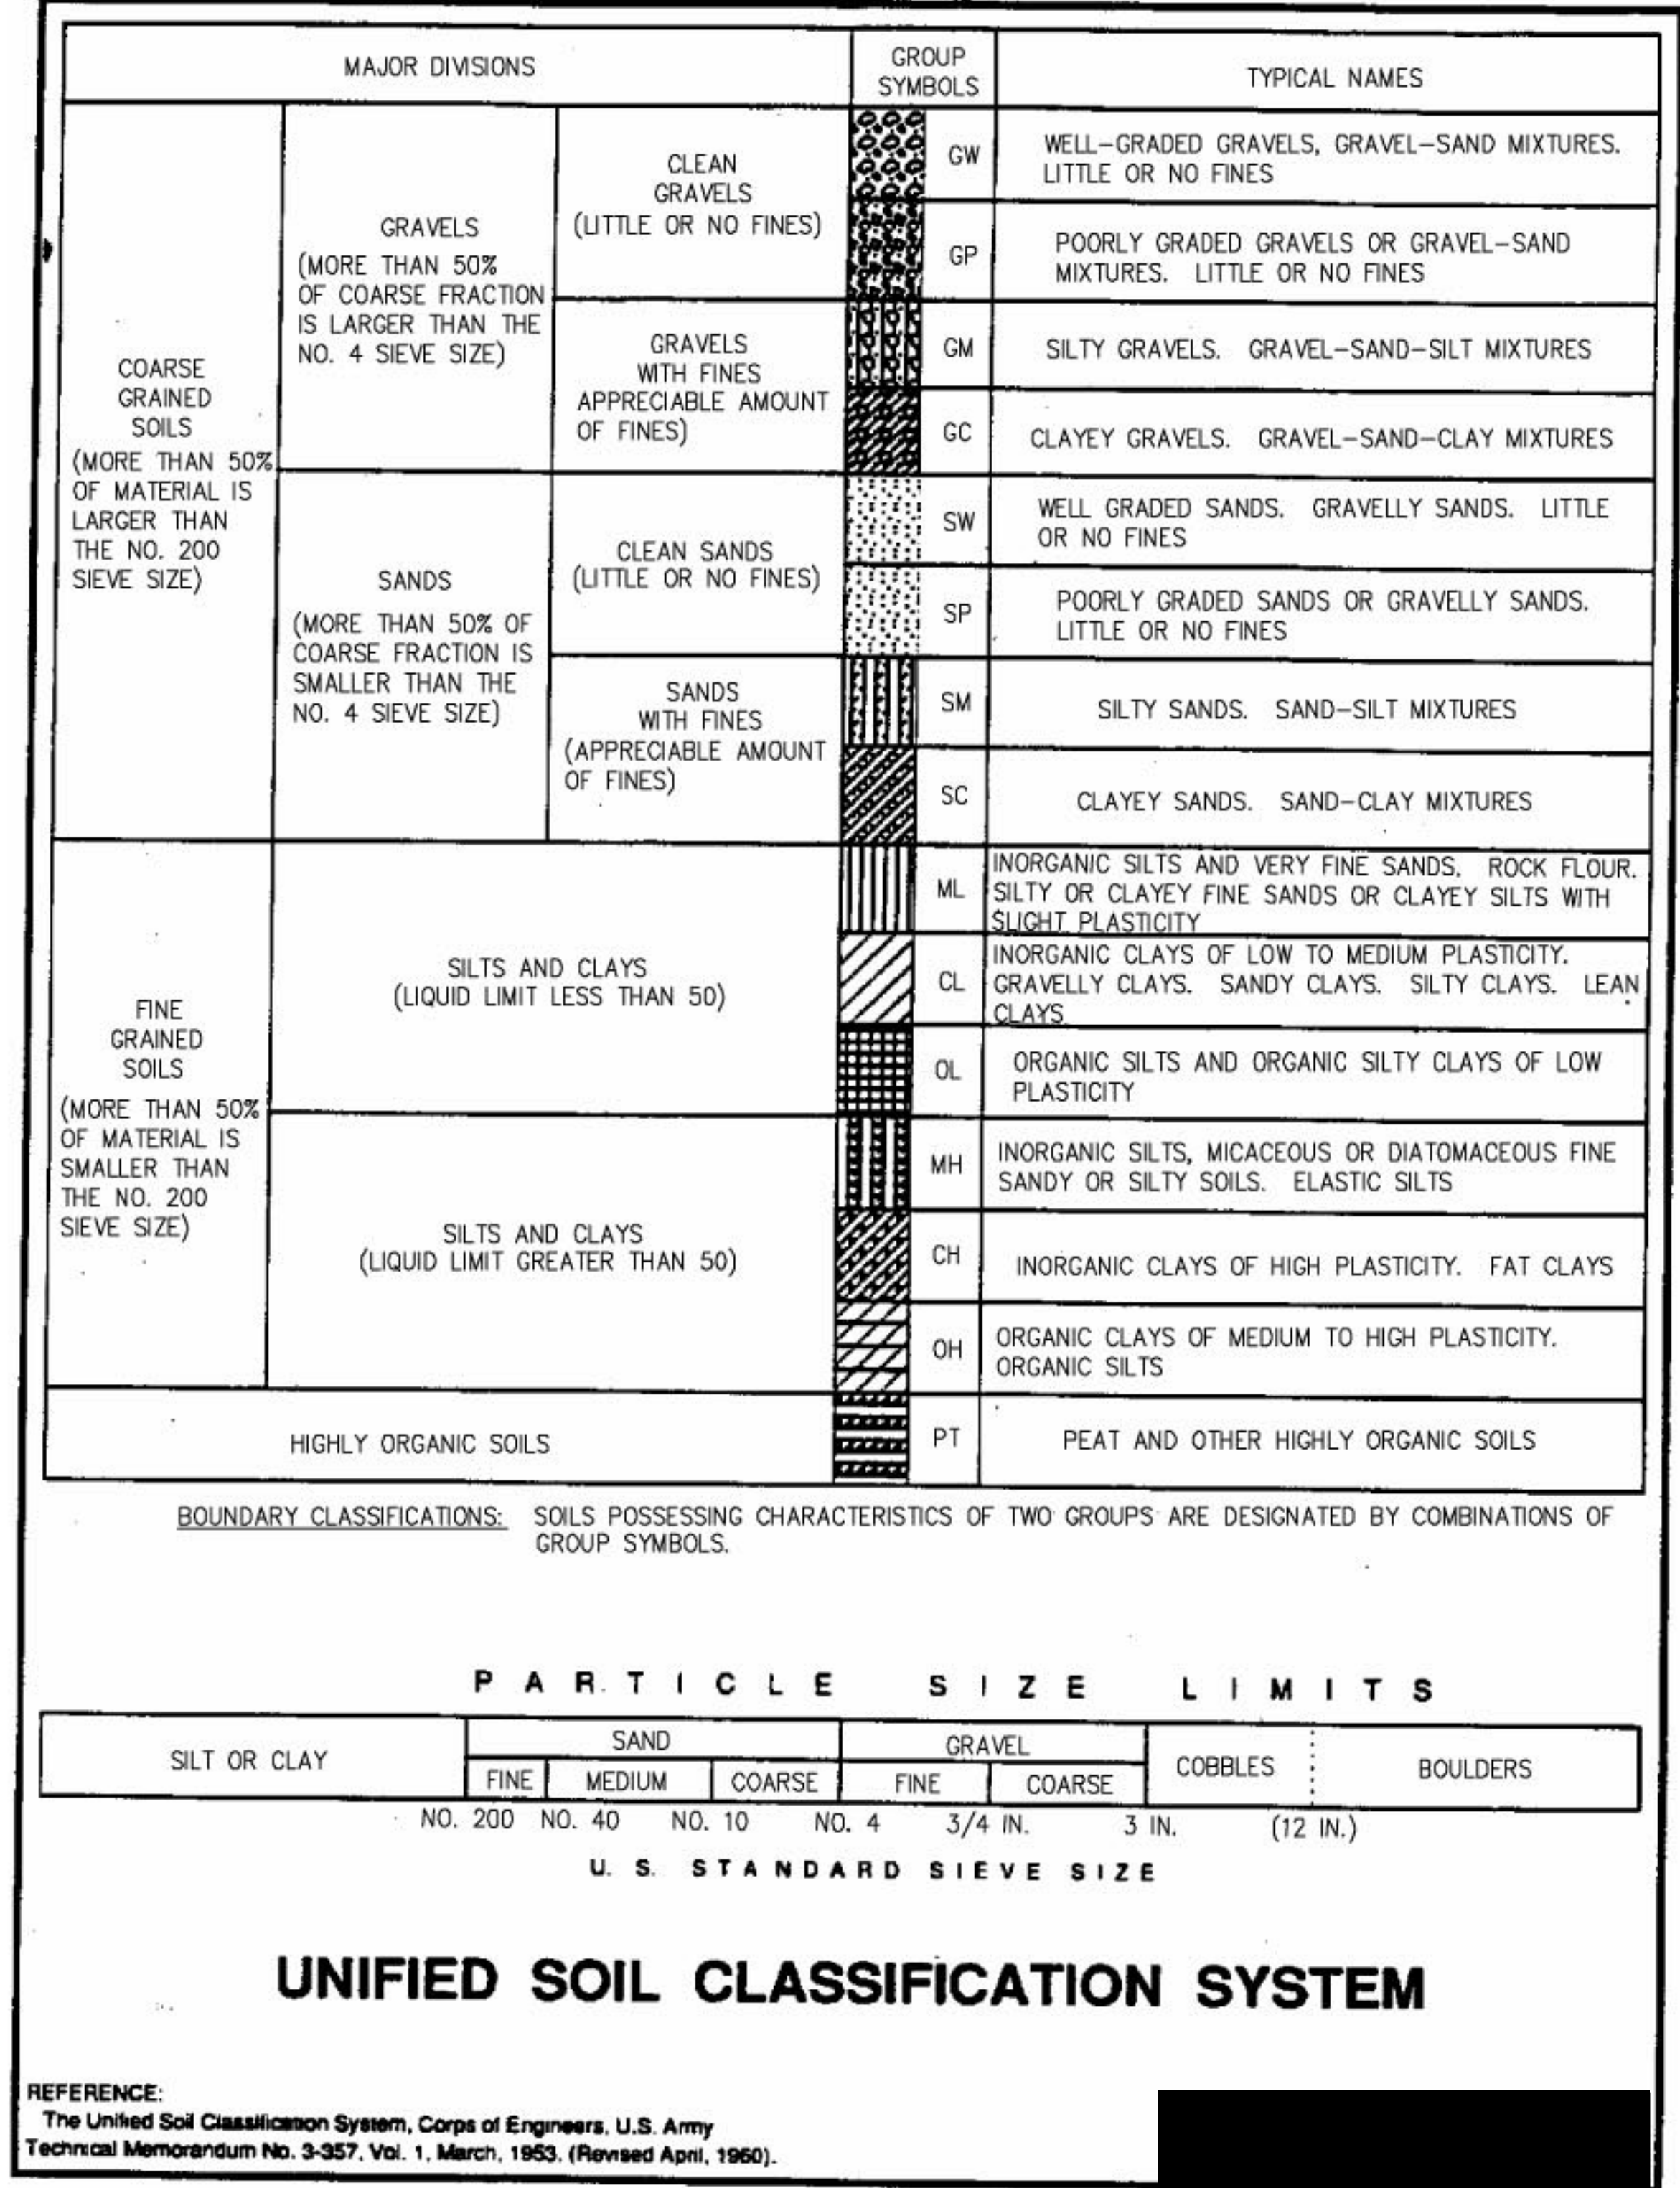 MAJOR DIVISIONS
GROUP
SYMBOLS
TYPICAL NAMES
COARSE
GRAINED
SOILS
(MORE THAN 50%
OF MATERIAL IS
LARGER THAN
THE NO. 200
SIEVE SIZE)
GRAVELS
(MORE THAN 50%
OF COARSE FRACTION
IS LARGER THAN THE
NO. 4 SIEVE SIZE)
CLEAN
GRAVELS
(LITTLE OR NO FINES)
GW
WELL-GRADED GRAVELS, GRAVEL-SAND MIXTURES.
LITTLE OR NO FINES
GP
POORLY GRADED GRAVELS OR GRAVEL-SAND
MIXTURES. LITTLE OR NO FINES
GRAVELS
WITH FINES
APPRECIABLE AMOUNT
OF FINES)
GM
SILTY GRAVELS. GRAVEL-SAND-SILT MIXTURES
GC
CLAYEY GRAVELS. GRAVEL-SAND-CLAY MIXTURES
SANDS
(MORE THAN 50% OF
COARSE FRACTION IS
SMALLER THAN THE
NO. 4 SIEVE SIZE)
CLEAN SANDS
(LITTLE OR NO FINES)
SW
WELL GRADED SANDS. GRAVELLY SANDS. LITTLE
OR NO FINES
SP
POORLY GRADED SANDS OR GRAVELLY SANDS.
LITTLE OR NO FINES
SANDS
WITH FINES
(APPRECIABLE AMOUNT
OF FINES)
SM
SILTY SANDS. SAND-SILT MIXTURES
SC
CLAYEY SANDS. SAND-CLAY MIXTURES
FINE
GRAINED
SOILS
(MORE THAN 50%
OF MATERIAL IS
SMALLER THAN
THE NO. 200
SIEVE SIZE)
SILTS AND CLAYS
(LIQUID LIMIT LESS THAN 50)
ML
INORGANIC SILTS AND VERY FINE SANDS. ROCK FLOUR.
SILTY OR CLAYEY FINE SANDS OR CLAYEY SILTS WITH
SLIGHT PLASTICITY
CL
INORGANIC CLAYS OF LOW TO MEDIUM PLASTICITY.
GRAVELLY CLAYS. SANDY CLAYS. SILTY CLAYS. LEAN
CLAYS
OL
ORGANIC SILTS AND ORGANIC SILTY CLAYS OF LOW
PLASTICITY
SILTS AND CLAYS
(LIQUID LIMIT GREATER THAN 50)
MH
INORGANIC SILTS, MICACEOUS OR DIATOMACEOUS FINE
SANDY OR SILTY SOILS. ELASTIC SILTS
CH
INORGANIC CLAYS OF HIGH PLASTICITY. FAT CLAYS
OH
ORGANIC CLAYS OF MEDIUM TO HIGH PLASTICITY.
ORGANIC SILTS
HIGHLY ORGANIC SOILS
PT
PEAT AND OTHER HIGHLY ORGANIC SOILS
BOUNDARY CLASSIFICATIONS: SOILS POSSESSING CHARACTERISTICS OF TWO GROUPS ARE DESIGNATED BY COMBINATIONS OF
GROUP SYMBOLS.
PARTICLE SIZE LIMITS
SILT OR CLAY
SAND
FINE MEDIUM COARSE
GRAVEL
FINE COARSE
COBBLES
BOULDERS
NO. 200 NO. 40 NO. 10 NO. 4 3/4 IN. 3 IN. (12 IN.)
U. S. STANDARD SIEVE SIZE
UNIFIED SOIL CLASSIFICATION SYSTEM
REFERENCE:
The Unified Soil Classification System, Corps of Engineers, U.S. Army
Technical Memorandum No. 3-357, Vol. 1, March, 1953. (Revised April, 1960).